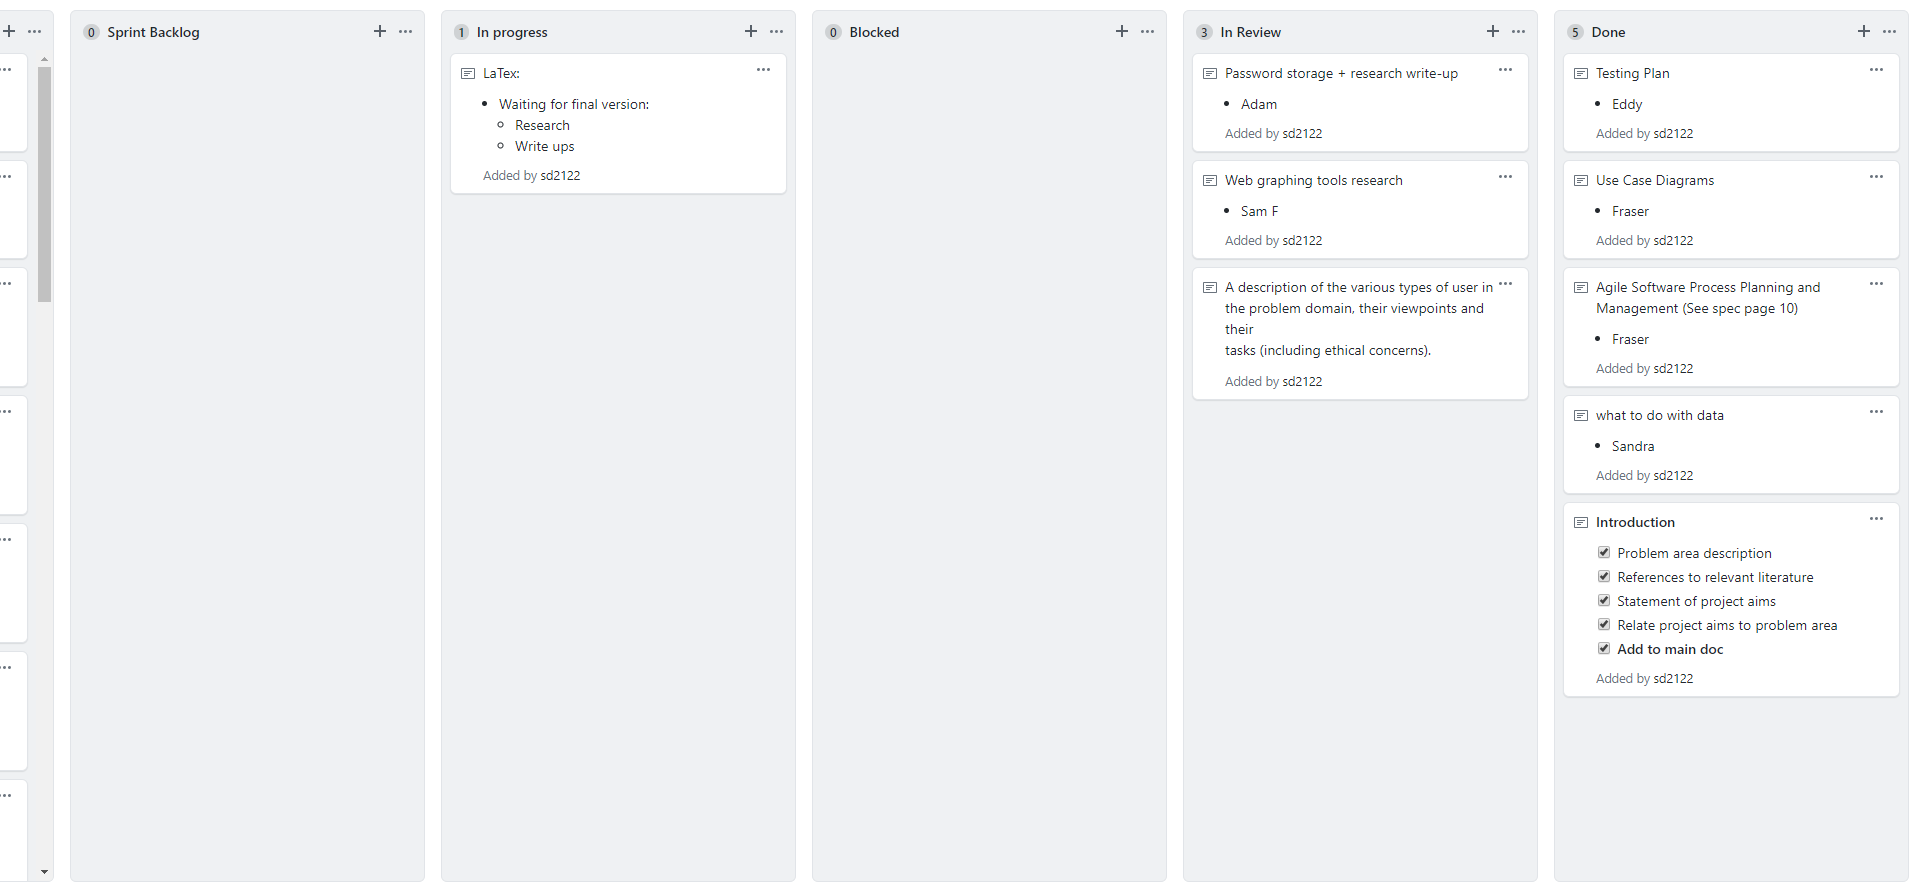 0 Sprint Backlog
1 In progress
LaTex:
Waiting for final version:
Research
Write ups
Added by sd2122
0 Blocked
3 In Review
Password storage + research write-up
Adam
Added by sd2122
Web graphing tools research
Sam F
Added by sd2122
A description of the various types of user in
the problem domain, their viewpoints and
their
tasks (including ethical concerns).
Added by sd2122
5 Done
Testing Plan
Eddy
Added by sd2122
Use Case Diagrams
Fraser
Added by sd2122
Agile Software Process Planning and
Management (See spec page 10)
Fraser
Added by sd2122
what to do with data
Sandra
Added by sd2122
Introduction
Problem area description
References to relevant literature
Statement of project aims
Relate project aims to problem area
Add to main doc
Added by sd2122